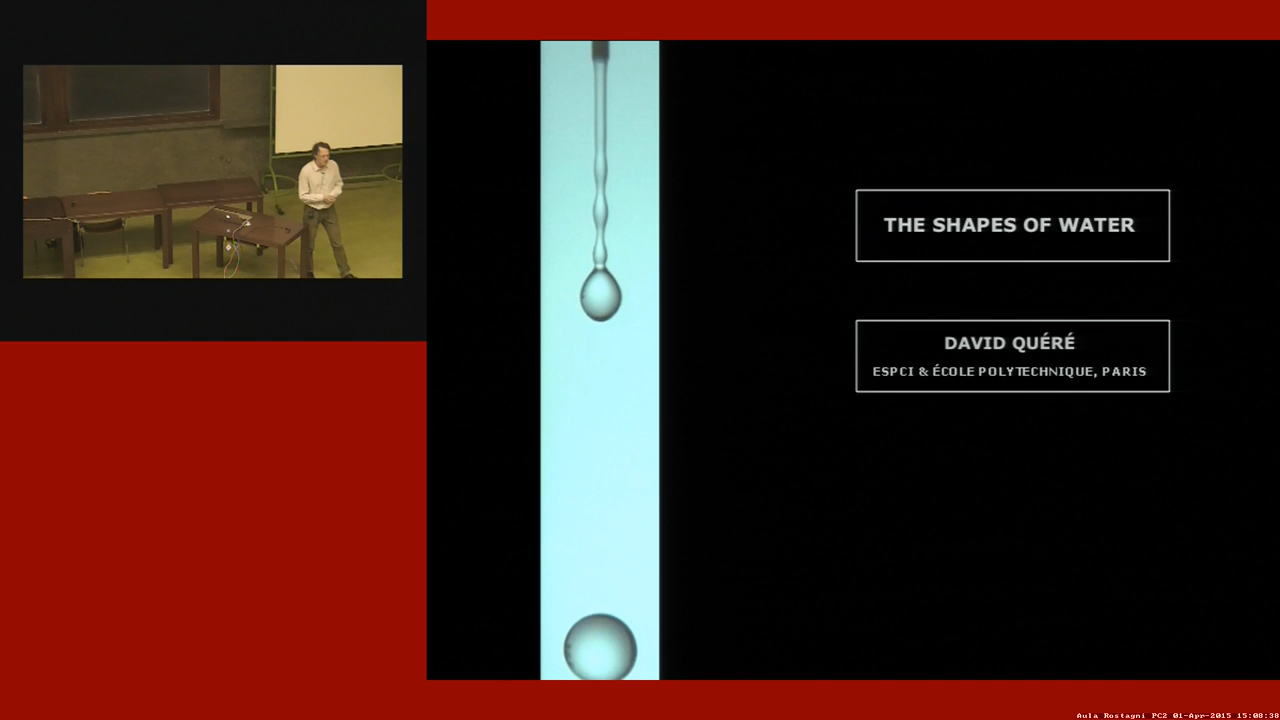 THE SHAPES OF WATER
DAVID QUÉRÉ
ESPCI & ÉCOLE POLYTECHNIQUE, PARIS
Aula Rostagni PC2 01-Apr-2015 15:08:38